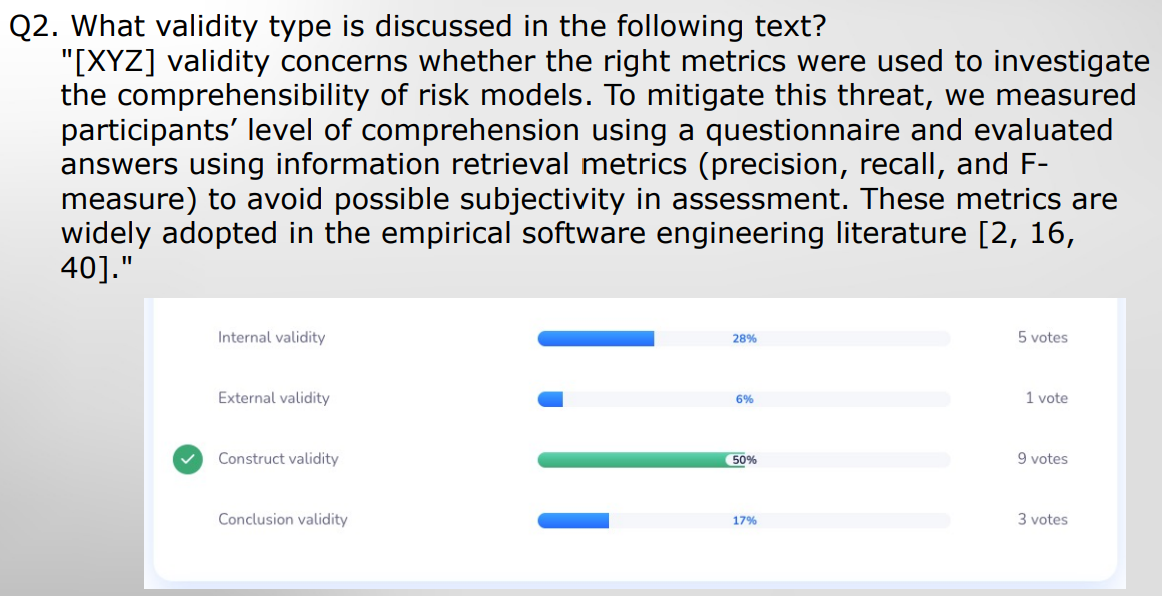 Q2. What validity type is discussed in the following text?
"[XYZ] validity concerns whether the right metrics were used to investigate
the comprehensibility of risk models. To mitigate this threat, we measured
participants’ level of comprehension using a questionnaire and evaluated
answers using information retrieval metrics (precision, recall, and F-
measure) to avoid possible subjectivity in assessment. These metrics are
widely adopted in the empirical software engineering literature [2, 16,
40]."
Internal validity 28% 5 votes
External validity 6% 1 vote
Construct validity 50% 9 votes
Conclusion validity 17% 3 votes